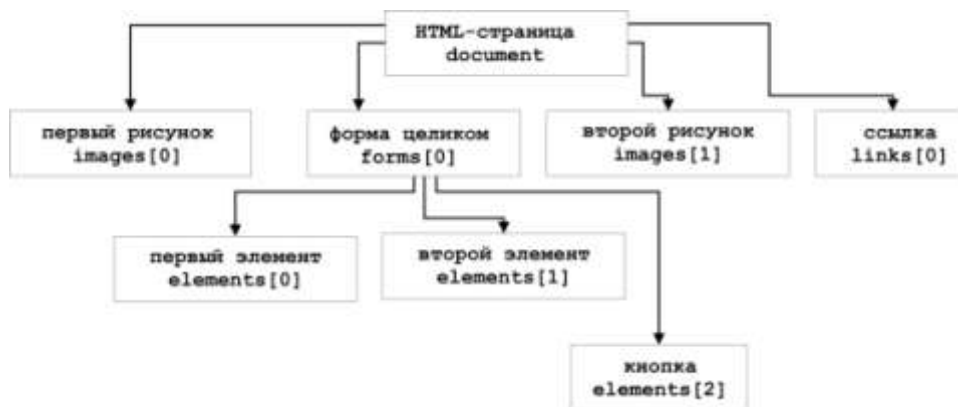 HTML-страница
document
первый рисунок
images[0]
форма целиком
forms[0]
второй рисунок
images[1]
ссылка
links[0]
первый элемент
elements[0]
второй элемент
elements[1]
кнопка
elements[2]